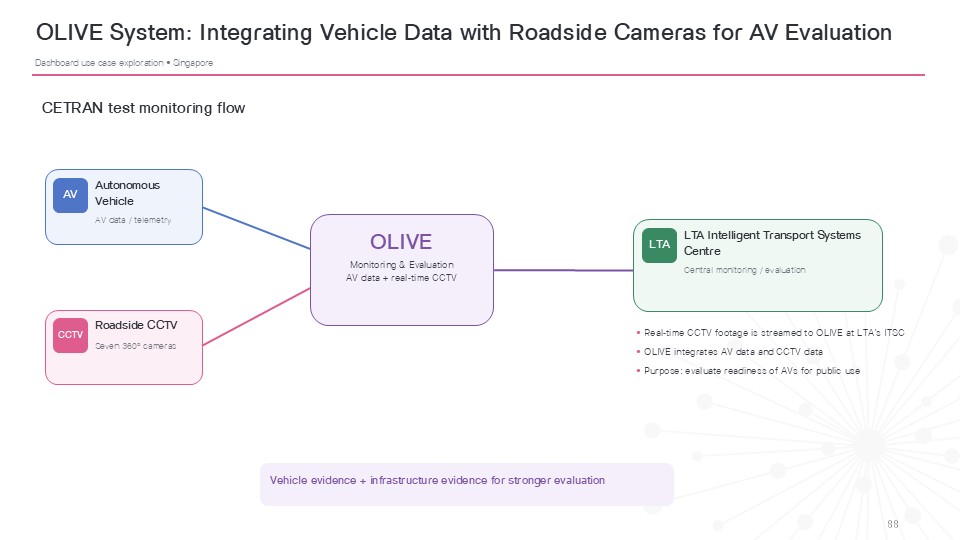 OLIVE System: Integrating Vehicle Data with Roadside Cameras for AV Evaluation
Dashboard use case exploration • Singapore
CETRAN test monitoring flow
AV
Autonomous
Vehicle
AV data / telemetry
CCTV
Roadside CCTV
Seven 360° cameras
OLIVE
Monitoring & Evaluation
AV data + real-time CCTV
LTA
LTA Intelligent Transport Systems
Centre
Central monitoring / evaluation
• Real-time CCTV footage is streamed to OLIVE at LTA's ITSC
• OLIVE integrates AV data and CCTV data
• Purpose: evaluate readiness of AVs for public use
Vehicle evidence + infrastructure evidence for stronger evaluation
88